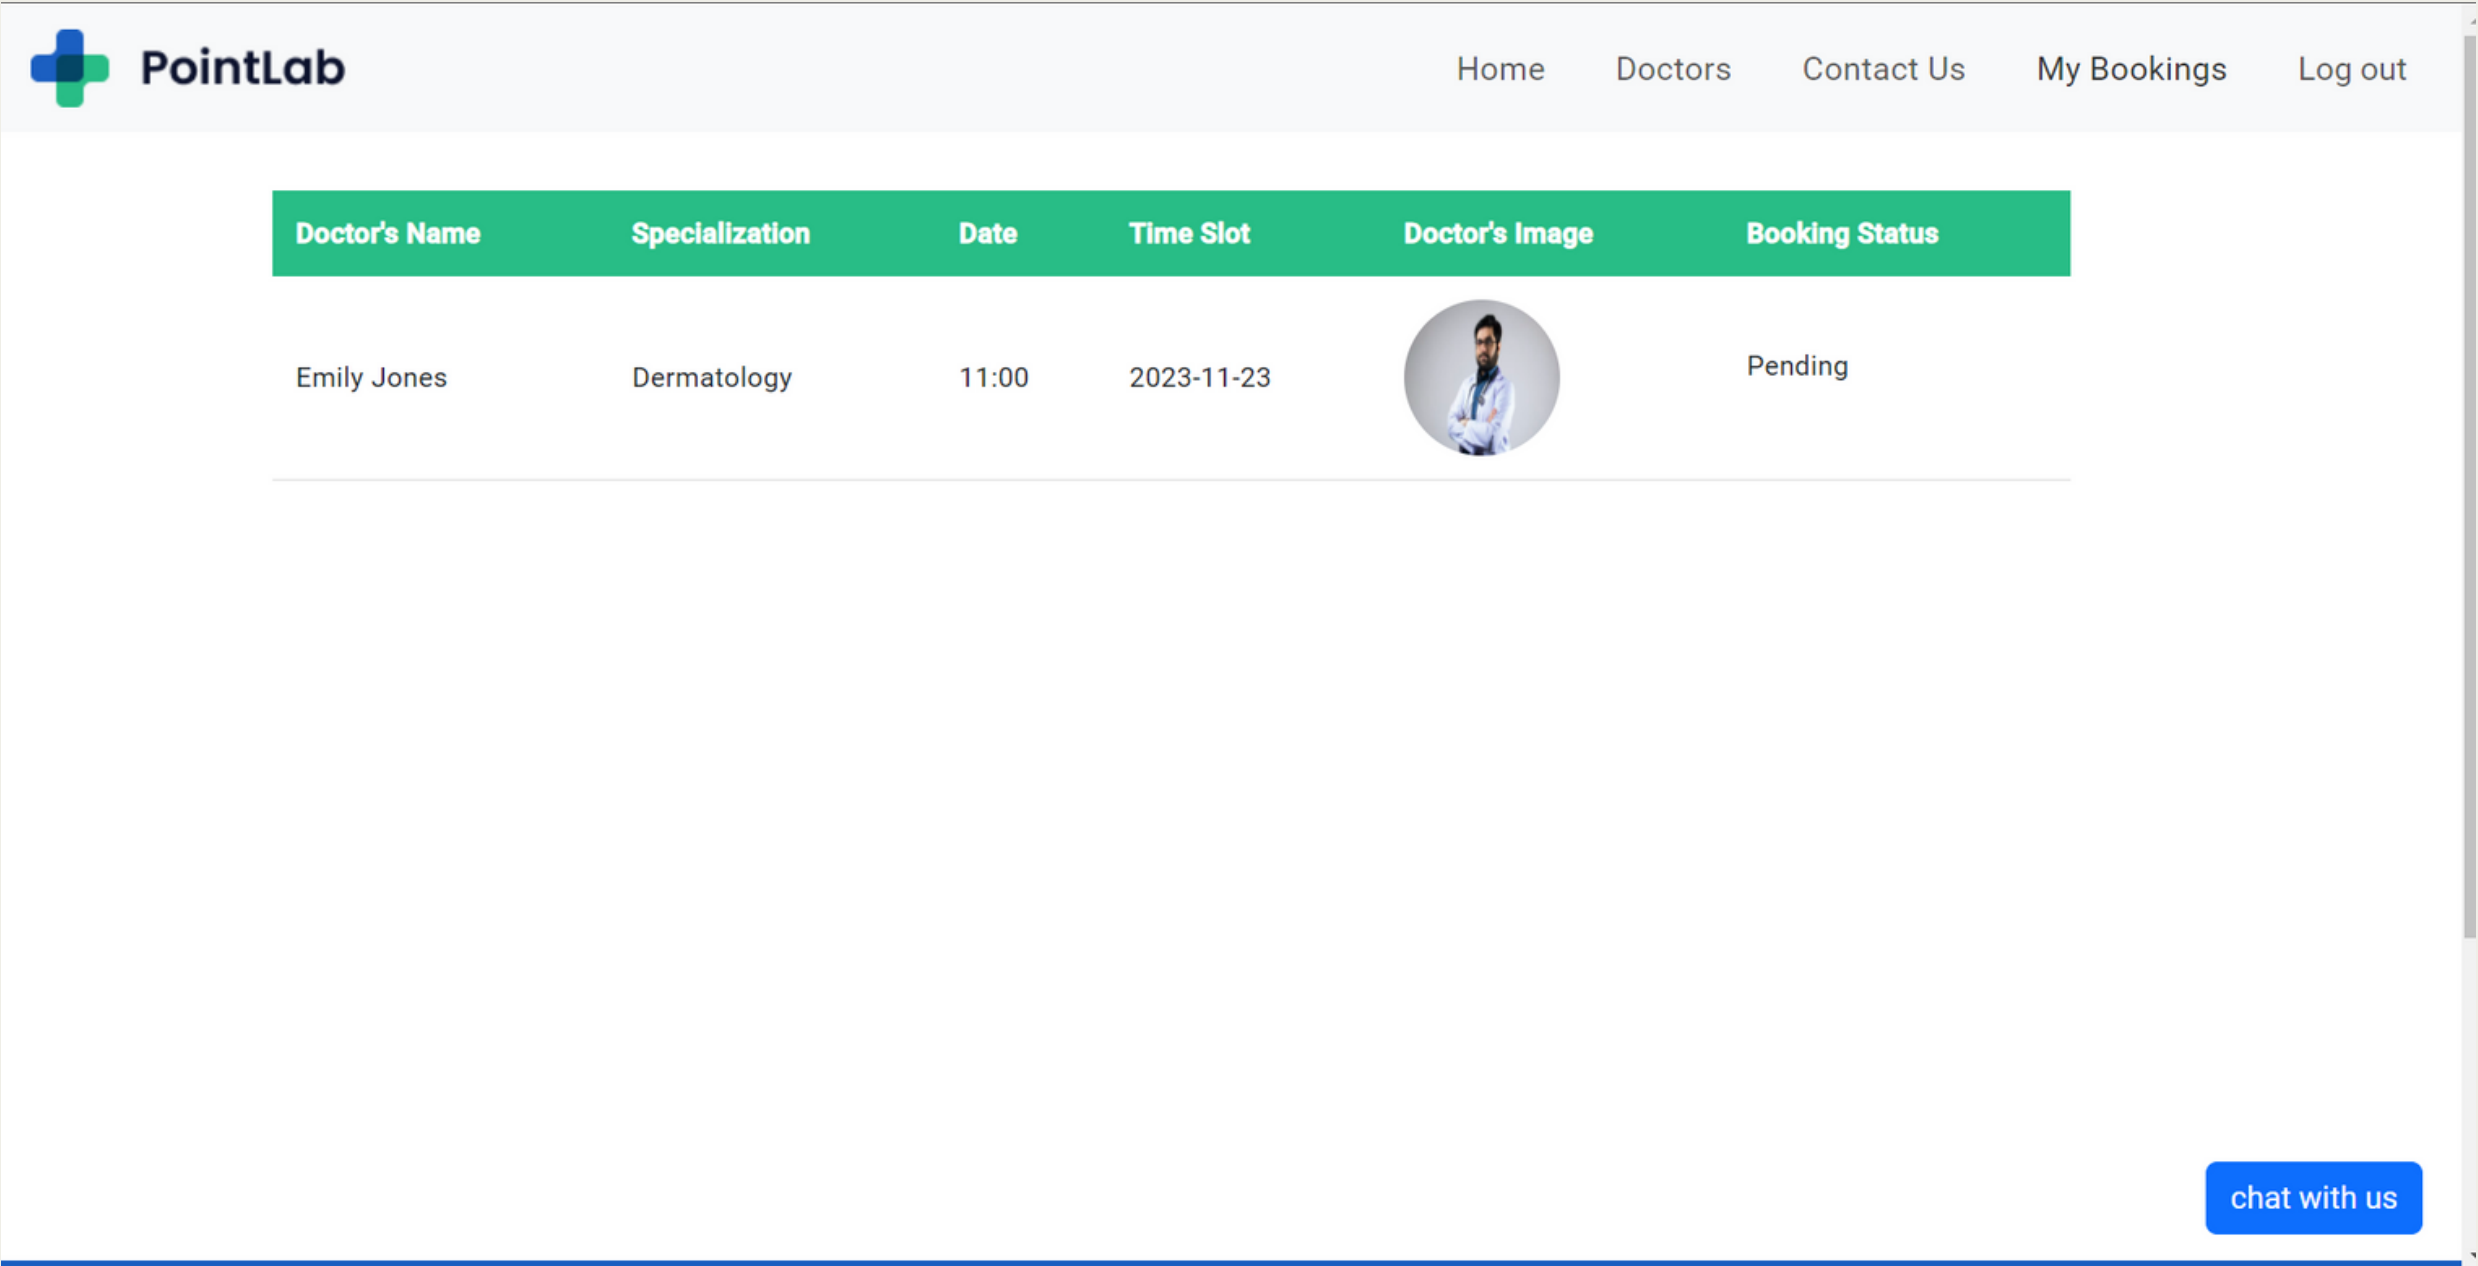 PointLab
Home Doctors Contact Us My Bookings Log out
Doctor's Name Specialization Date Time Slot Doctor's Image Booking Status
Emily Jones Dermatology 11:00 2023-11-23 Pending
chat with us